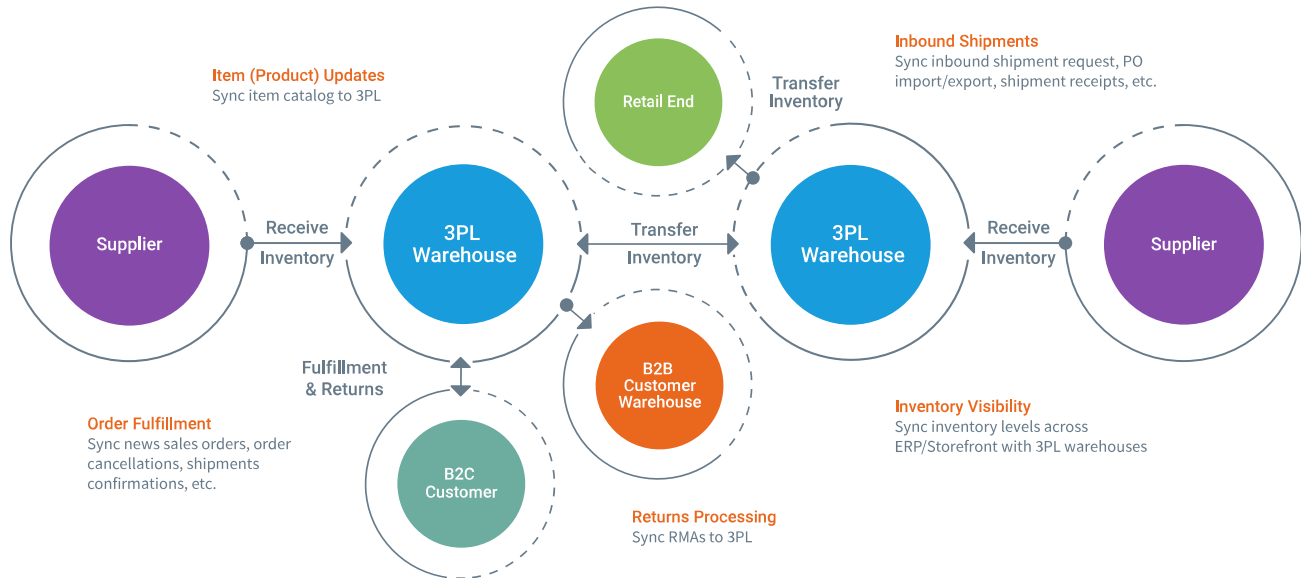 Item (Product) Updates
Sync item catalog to 3PL
Retail End
Transfer
Inventory
Inbound Shipments
Sync inbound shipment request, PO
import/export, shipment receipts, etc.
Supplier
Receive
Inventory
3PL
Warehouse
Transfer
Inventory
3PL
Warehouse
Receive
Inventory
Supplier
Fulfillment
& Returns
B2B
Customer
Warehouse
Order Fulfillment
Sync news sales orders, order
cancellations, shipments
confirmations, etc.
B2C
Customer
Inventory Visibility
Sync inventory levels across
ERP/Storefront with 3PL warehouses
Returns Processing
Sync RMAs to 3PL